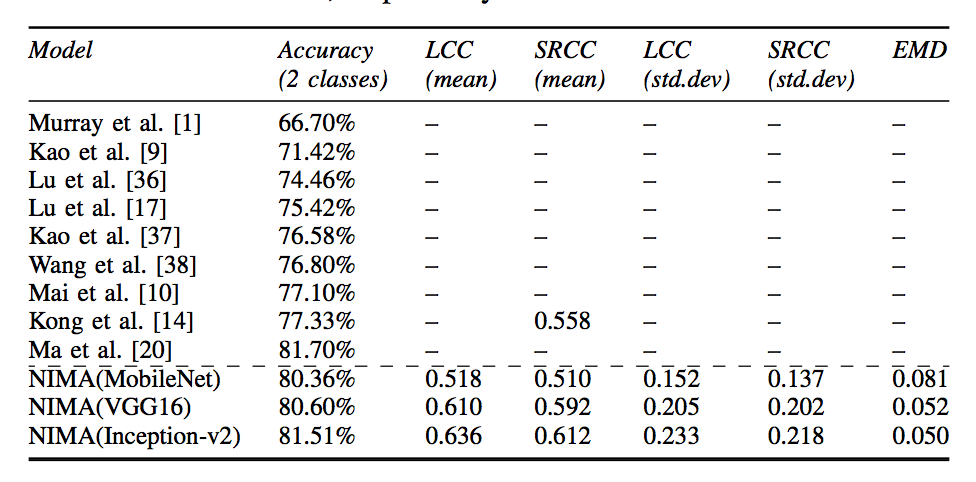 Model Accuracy LCC SRCC LCC SRCC EMD
(2 classes) (mean) (mean) (std.dev) (std.dev)
Murray et al. [1] 66.70% – – – – –
Kao et al. [9] 71.42% – – – – –
Lu et al. [36] 74.46% – – – – –
Lu et al. [17] 75.42% – – – – –
Kao et al. [37] 76.58% – – – – –
Wang et al. [38] 76.80% – – – – –
Mai et al. [10] 77.10% – – – – –
Kong et al. [14] 77.33% – 0.558 – – –
Ma et al. [20] 81.70% – – – – –
NIMA(MobileNet) 80.36% 0.518 0.510 0.152 0.137 0.081
NIMA(VGG16) 80.60% 0.610 0.592 0.205 0.202 0.052
NIMA(Inception-v2) 81.51% 0.636 0.612 0.233 0.218 0.050